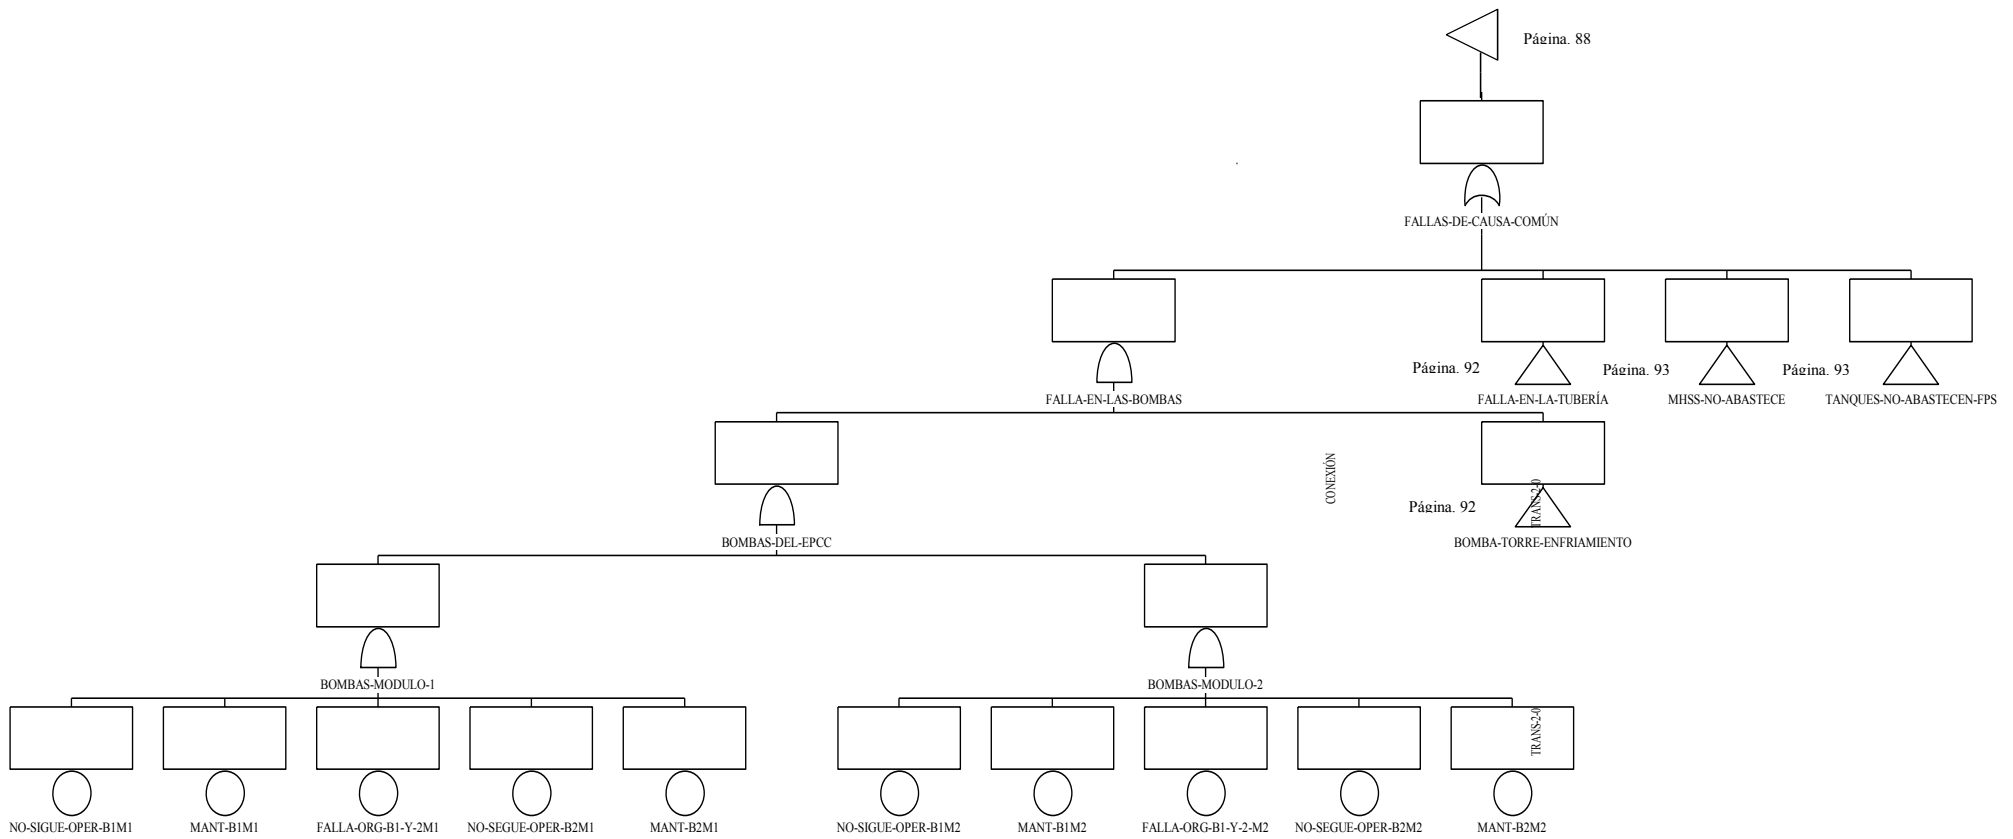 Página. 88
FALLAS-DE-CAUSA-COMÚN
Página. 92
Página. 93
Página. 93
FALLA-EN-LAS-BOMBAS
FALLA-EN-LA-TUBERÍA
MHSS-NO-ABASTECE
TANQUES-NO-ABASTECEN-FPS
CONEXIÓN
Página. 92
TRANS-2-0
BOMBAS-DEL-EPCC
BOMBA-TORRE-ENFRIAMIENTO
BOMBAS-MODULO-1
BOMBAS-MODULO-2
TRANS-2-0
NO-SIGUE-OPER-B1M1
MANT-B1M1
FALLA-ORG-B1-Y-2M1
NO-SEGUE-OPER-B2M1
MANT-B2M1
NO-SIGUE-OPER-B1M2
MANT-B1M2
FALLA-ORG-B1-Y-2-M2
NO-SEGUE-OPER-B2M2
MANT-B2M2